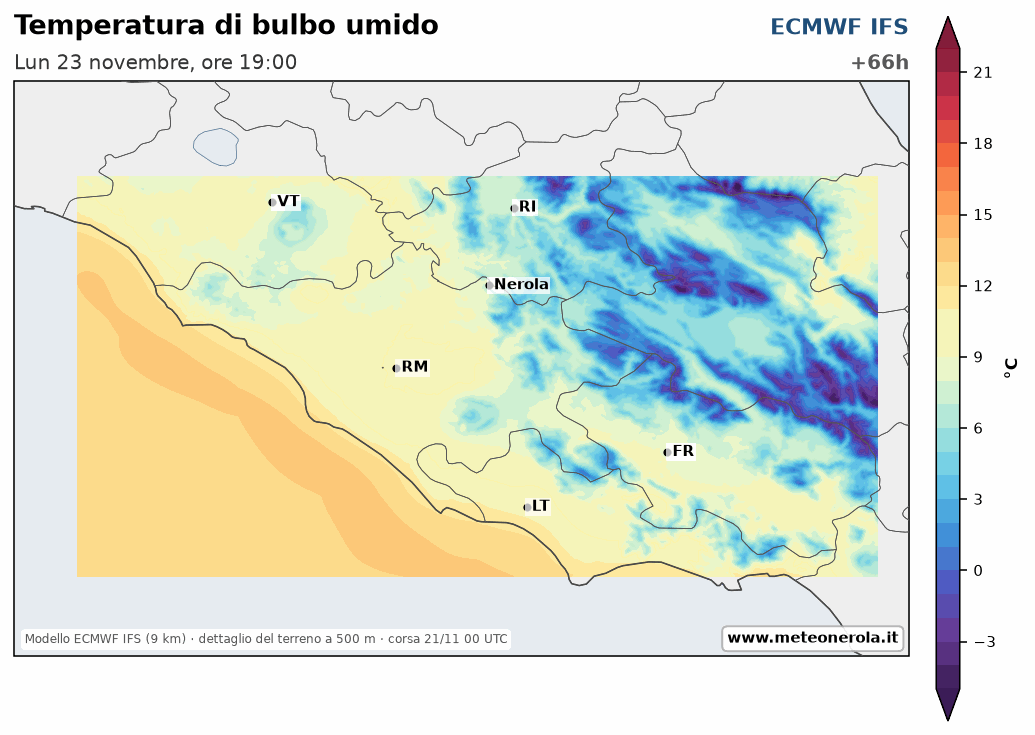 Temperatura di bulbo umido
ECMWF IFS
Lun 23 novembre, ore 19:00
+66h
VT
RI
Nerola
RM
FR
LT
21
18
15
12
9
6
3
0
−3
°C
Modello ECMWF IFS (9 km) · dettaglio del terreno a 500 m · corsa 21/11 00 UTC
www.meteonerola.it